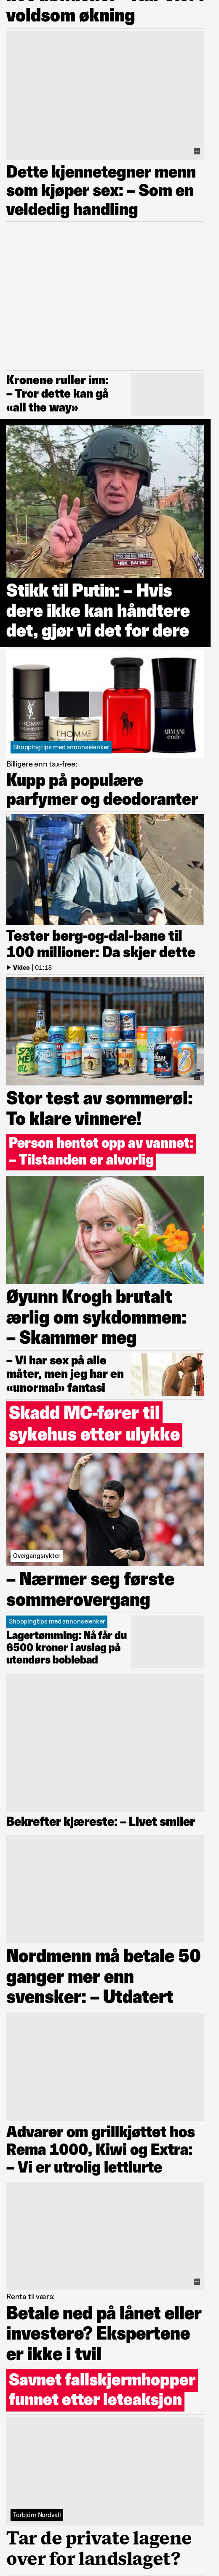 voldsom økning
Dette kjennetegner menn
som kjøper sex: – Som en
veldedig handling
Kronene ruller inn:
– Tror dette kan gå
«all the way»
Stikk til Putin: – Hvis
dere ikke kan håndtere
det, gjør vi det for dere
L'HOMME
ARMANI
code
Shoppingtips med annonselenker
Billigere enn tax-free:
Kupp på populære
parfymer og deodoranter
Tester berg-og-dal-bane til
100 millioner: Da skjer dette
Video | 01:13
Stor test av sommerøl:
To klare vinnere!
Person hentet opp av vannet:
– Tilstanden er alvorlig
Øyunn Krogh brutalt
ærlig om sykdommen:
– Skammer meg
– Vi har sex på alle
måter, men jeg har en
«unormal» fantasi
Skadd MC-fører til
sykehus etter ulykke
Overgangsrykter
– Nærmer seg første
sommerovergang
Shoppingtips med annonselenker
Lagertømming: Nå får du
6500 kroner i avslag på
utendørs boblebad
Bekrefter kjæreste: – Livet smiler
Nordmenn må betale 50
ganger mer enn
svensker: – Utdatert
Advarer om grillkjøttet hos
Rema 1000, Kiwi og Extra:
– Vi er utrolig lettlurte
Renta til værs:
Betale ned på lånet eller
investere? Ekspertene
er ikke i tvil
Savnet fallskjermhopper
funnet etter leteaksjon
Torbjörn Nordvall
Tar de private lagene
over for landslaget?